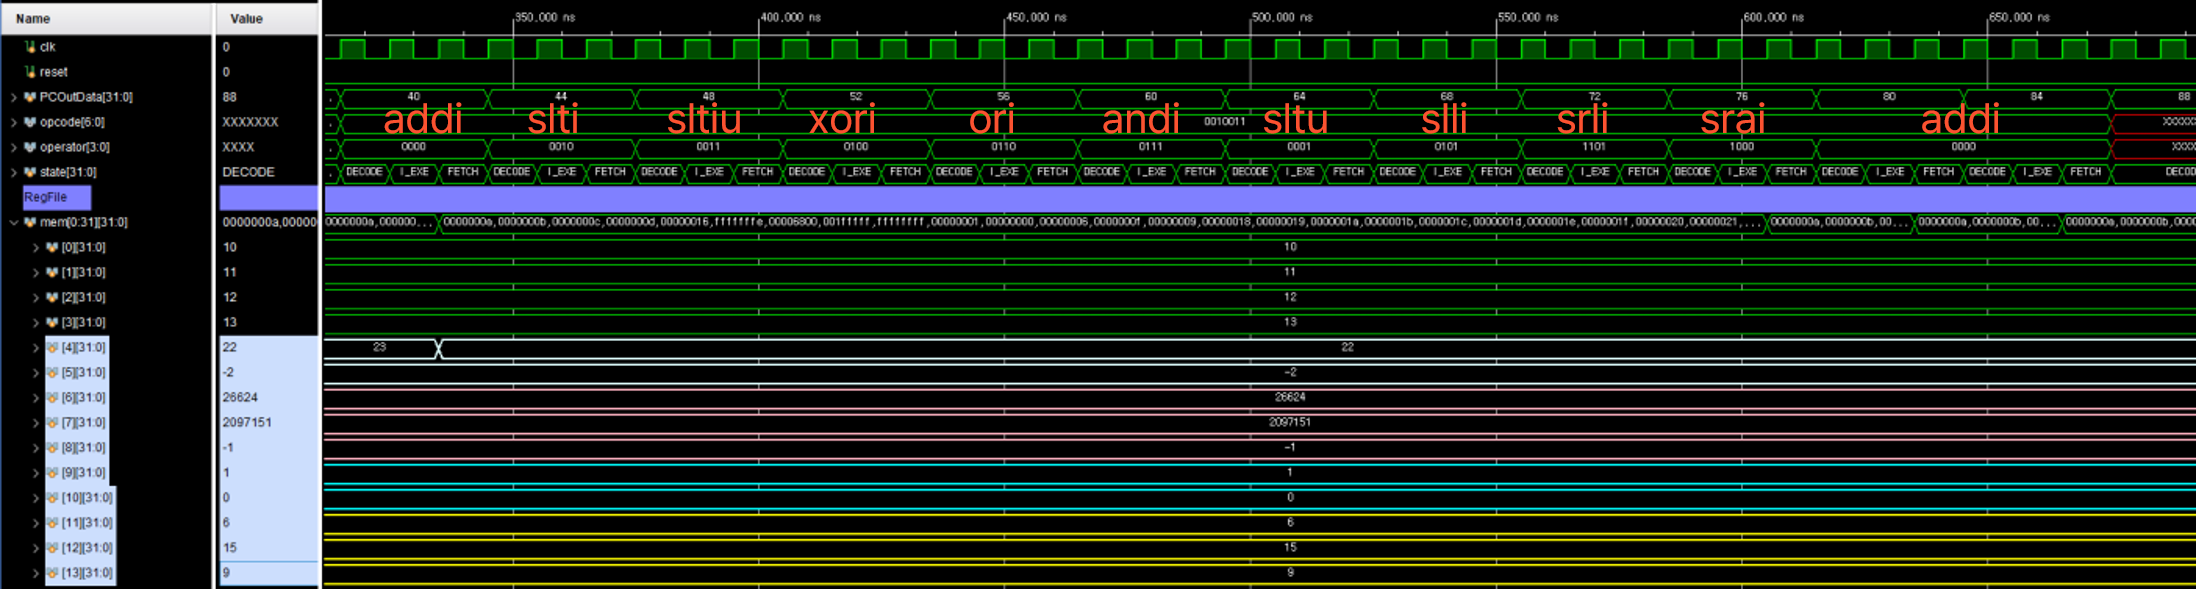 Name Value 350.000 ns 400.000 ns 450.000 ns 500.000 ns 550.000 ns 600.000 ns 650.000 ns
clk 0
reset 0
PCOutData[31:0] 88 40 44 48 52 56 60 64 68 72 76 80 84 88
addi slti sltiu xori ori andi sltu slli srli srai addi
opcode[6:0] XXXXXXX 0010011 XXXXX
operator[3:0] XXXX 0000 0010 0011 0100 0110 0111 0001 0101 1101 1000 0000 XXXX
state[31:0] DECODE DECODE I_EXE FETCH DECODE I_EXE FETCH DECODE I_EXE FETCH DECODE I_EXE FETCH DECODE I_EXE FETCH DECODE I_EXE FETCH DECODE I_EXE FETCH DECODE I_EXE FETCH DECODE I_EXE FETCH DECODE I_EXE FETCH DECODE I_EXE FETCH DECODE I_EXE FETCH DECO
RegFile
mem[0:31][31:0] 0000000a,00000 0000000a,000000... 0000000a,0000000b,0000000c,0000000d,00000016,fffffffe,00006800,001fffff,ffffffff,00000001,00000000,00000006,0000000f,00000009,00000018,00000019,0000001a,0000001b,0000001c,0000001d,0000001e,0000001f,00000020,00000021,... 0000000a,0000000b,00... 0000000a,0000000b,00... 0000000a,0000000b,0000
[0][31:0] 10 10
[1][31:0] 11 11
[2][31:0] 12 12
[3][31:0] 13 13
[4][31:0] 22 23 22
[5][31:0] -2 -2
[6][31:0] 26624 26624
[7][31:0] 2097151 2097151
[8][31:0] -1 -1
[9][31:0] 1 1
[10][31:0] 0 0
[11][31:0] 6 6
[12][31:0] 15 15
[13][31:0] 9 9